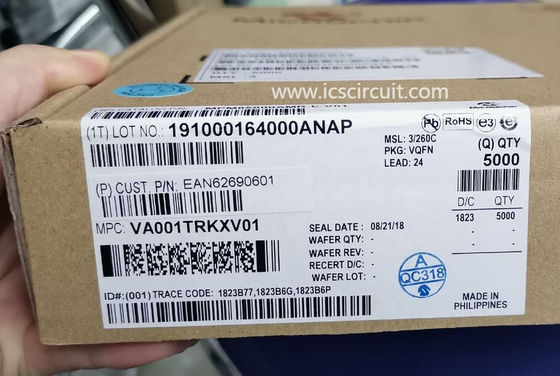 www.icscircuit.com
(1T) LOT NO.: 191000164000ANAP
MSL: 3/260C
PKG: VQFN
LEAD: 24
RoHS
e3
e
(Q) QTY
5000
(P) CUST. P/N: EAN62690601
D/C QTY
1823 5000
MPC: VA001TRKXV01
SEAL DATE : 08/21/18
WAFER QTY: -
WAFER REV: -
RECERT D/C: -
WAFER LOT: -
A
QC318
MADE IN
PHILIPPINES
ID#:(001) TRACE CODE: 1823B77,1823B6G,1823B6P